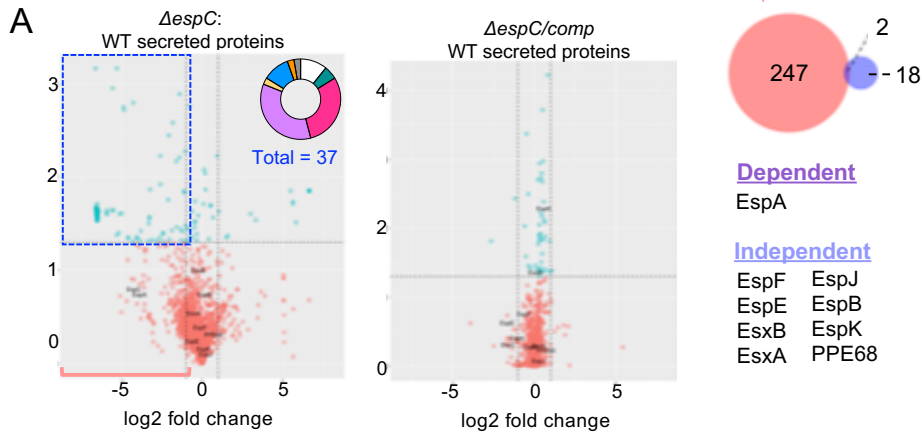 A
ΔespC:
WT secreted proteins
3
2
1
0
-5
0
5
log2 fold change
Total = 37
ΔespC/comp
WT secreted proteins
4
2
0
-5
0
5
log2 fold change
247
2
18
Dependent
EspA
Independent
EspF
EspJ
EspE
EspB
EsxB
EspK
EsxA
PPE68